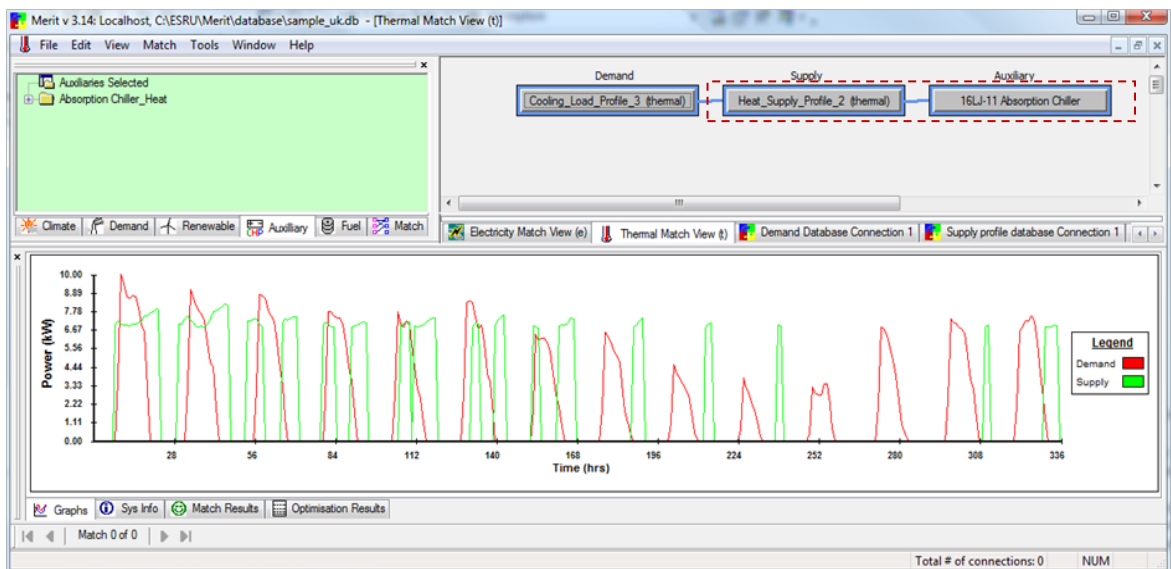 Merit v 3.14: Localhost, C:\ESRU\Merit\database\sample_uk.db - [Thermal Match View (t)]
File Edit View Match Tools Window Help
Auxiliaries Selected
Absorption Chiller_Heat
Demand Supply Auxiliary
Cooling_Load_Profile_3 (thermal) Heat_Supply_Profile_2 (thermal) 16LJ-11 Absorption Chiller
Climate Demand Renewable Auxiliary Fuel Match
Electricity Match View (e) Thermal Match View (t) Demand Database Connection 1 Supply profile database Connection 1
10.00
8.89
7.78
6.67
5.56
4.44
3.33
2.22
1.11
0.00
Power (kW)
28 56 84 112 140 168 196 224 252 280 308 336
Time (hrs)
Legend
Demand
Supply
Graphs Sys Info Match Results Optimisation Results
Match 0 of 0
Total # of connections: 0 NUM